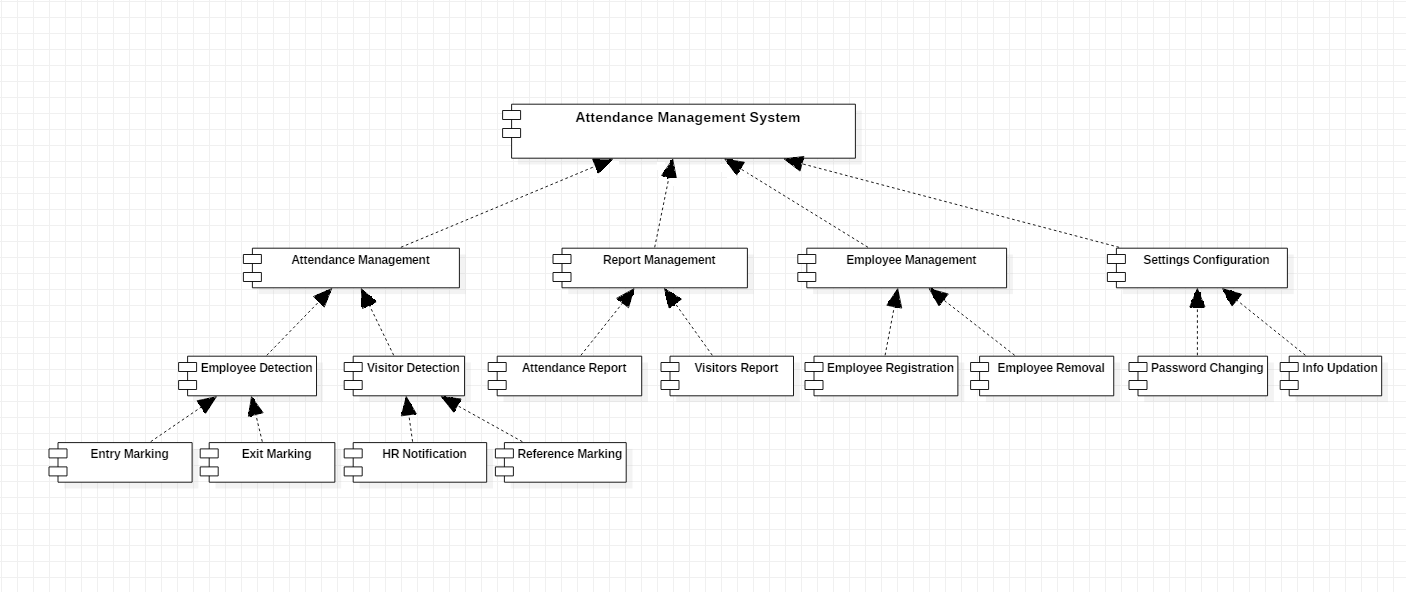 Attendance Management System
Attendance Management
Report Management
Employee Management
Settings Configuration
Employee Detection
Visitor Detection
Attendance Report
Visitors Report
Employee Registration
Employee Removal
Password Changing
Info Updation
Entry Marking
Exit Marking
HR Notification
Reference Marking